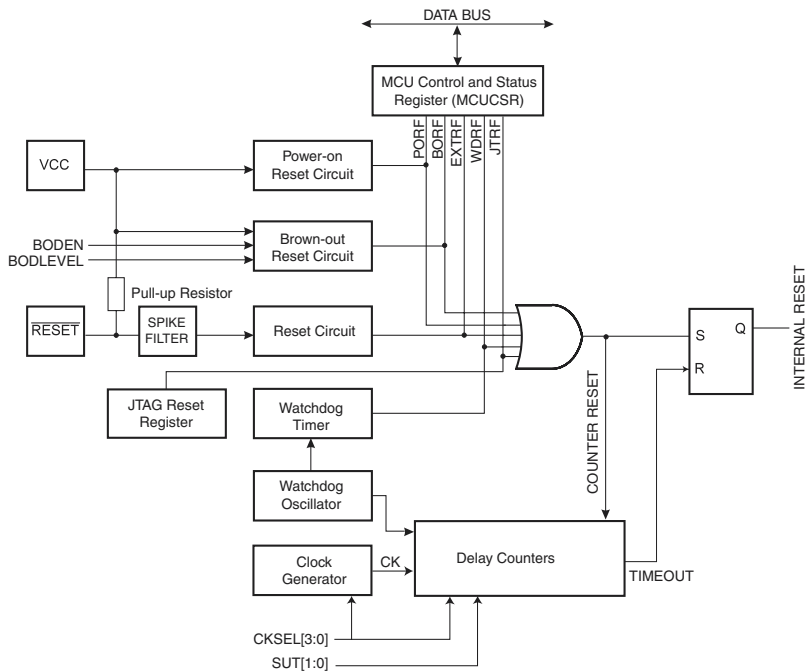 DATA BUS
MCU Control and Status
Register (MCUCSR)
PORF
BORF
EXTRF
WDRF
JTRF
VCC
Power-on
Reset Circuit
BODEN
BODLEVEL
Brown-out
Reset Circuit
Pull-up Resistor
RESET
SPIKE
FILTER
Reset Circuit
JTAG Reset
Register
Watchdog
Timer
Watchdog
Oscillator
Clock
Generator
CK
Delay Counters
CKSEL[3:0]
SUT[1:0]
COUNTER RESET
TIMEOUT
S
R
Q
INTERNAL RESET